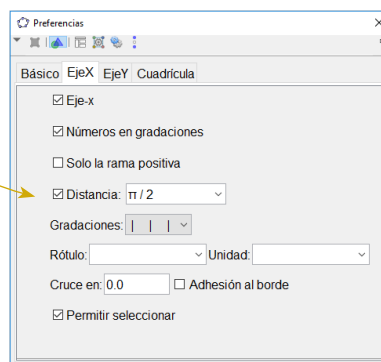 Preferencias
Básico EjeX EjeY Cuadrícula
Eje-x
Números en gradaciones
Solo la rama positiva
Distancia: π / 2
Gradaciones: | | |
Rótulo: Unidad:
Cruce en: 0.0 Adhesión al borde
Permitir seleccionar